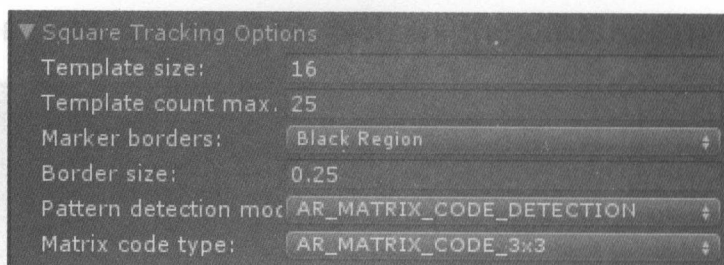 ▼ Square Tracking Options
Template size: 16
Template count max. 25
Marker borders: Black Region
Border size: 0.25
Pattern detection moc AR_MATRIX_CODE_DETECTION
Matrix code type: AR_MATRIX_CODE_3x3